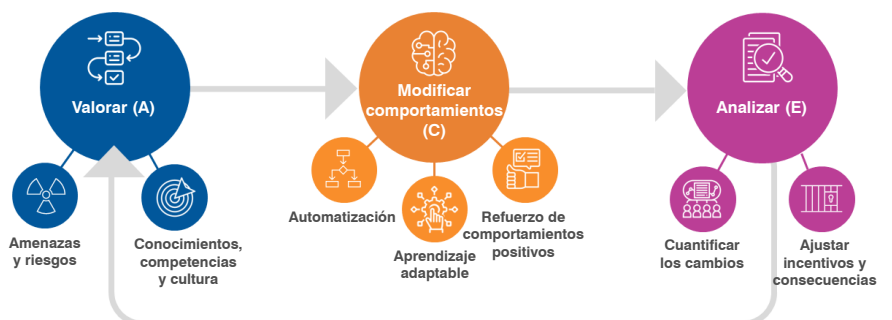 Valorar (A)
Amenazas
y riesgos
Conocimientos,
competencias
y cultura
Modificar
comportamientos
(C)
Automatización
Aprendizaje
adaptable
Refuerzo de
comportamientos
positivos
Analizar (E)
Cuantificar
los cambios
Ajustar
incentivos y
consecuencias